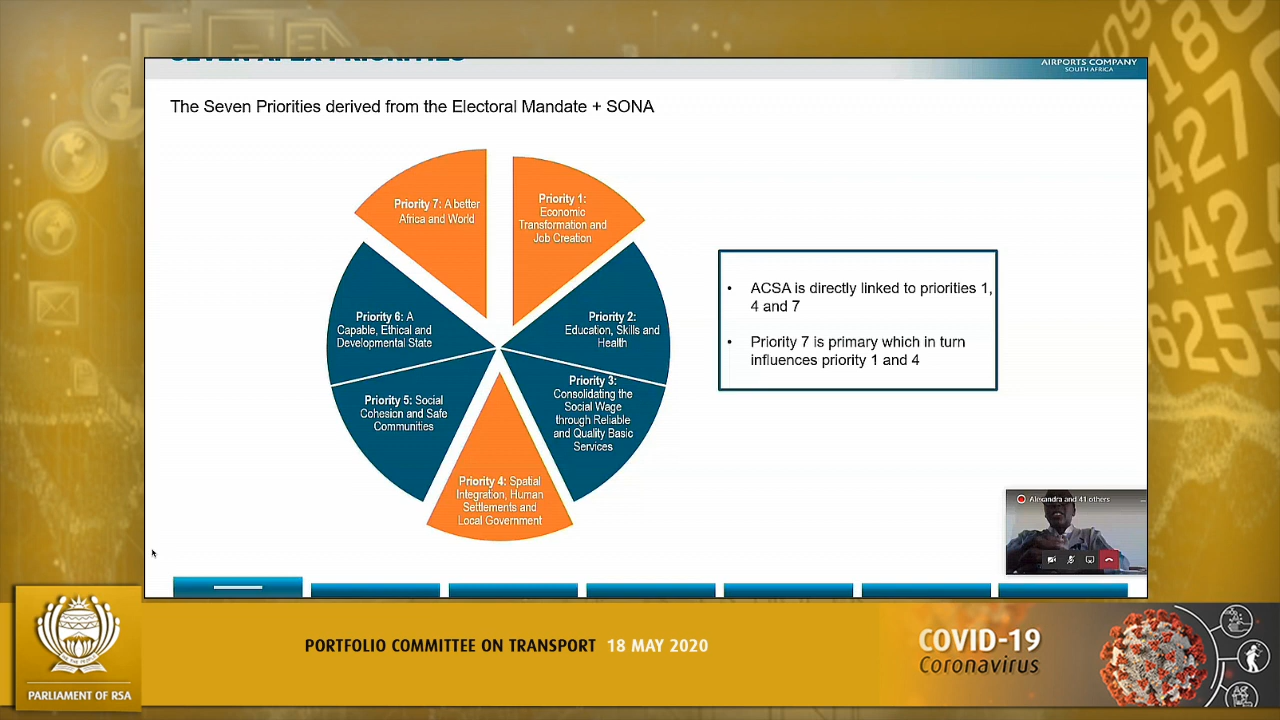 SEVEN APEX PRIORITIES
AIRPORTS COMPANY
SOUTH AFRICA
The Seven Priorities derived from the Electoral Mandate + SONA
Priority 7: A better
Africa and World
Priority 1:
Economic
Transformation and
Job Creation
Priority 6: A
Capable, Ethical and
Developmental State
Priority 2:
Education, Skills and
Health
Priority 5: Social
Cohesion and Safe
Communities
Priority 3:
Consolidating the
Social Wage
through Reliable
and Quality Basic
Services
Priority 4: Spatial
Integration, Human
Settlements and
Local Government
• ACSA is directly linked to priorities 1,
4 and 7
• Priority 7 is primary which in turn
influences priority 1 and 4
Alexandra and 41 others
PARLIAMENT OF RSA
PORTFOLIO COMMITTEE ON TRANSPORT 18 MAY 2020
COVID-19
Coronavirus